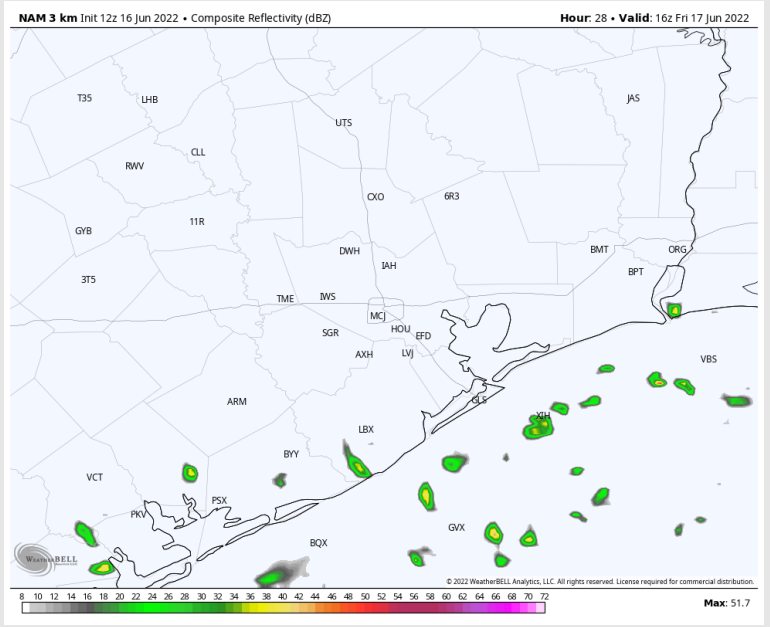 NAM 3 km Init 12z 16 Jun 2022 • Composite Reflectivity (dBZ) Hour: 28 • Valid: 16z Fri 17 Jun 2022
T35 LHB JAS
UTS
CLL
RWV
CXO 6R3
11R
GYB
DWH BMT ORG
IAH
BPT
3T5
TME IWS
MCJ
SGR HOU EFD
AXH LVJ VBS
ARM GLS
XIH
LBX
BYY
VCT
PSX
PKV
GVX
BQX
WEATHERBELL
© 2022 WeatherBELL Analytics, LLC. All rights reserved. License required for commercial distribution.
8 10 12 14 16 18 20 22 24 26 28 30 32 34 36 38 40 42 44 46 48 50 52 54 56 58 60 62 64 66 68 70 72
Max: 51.7